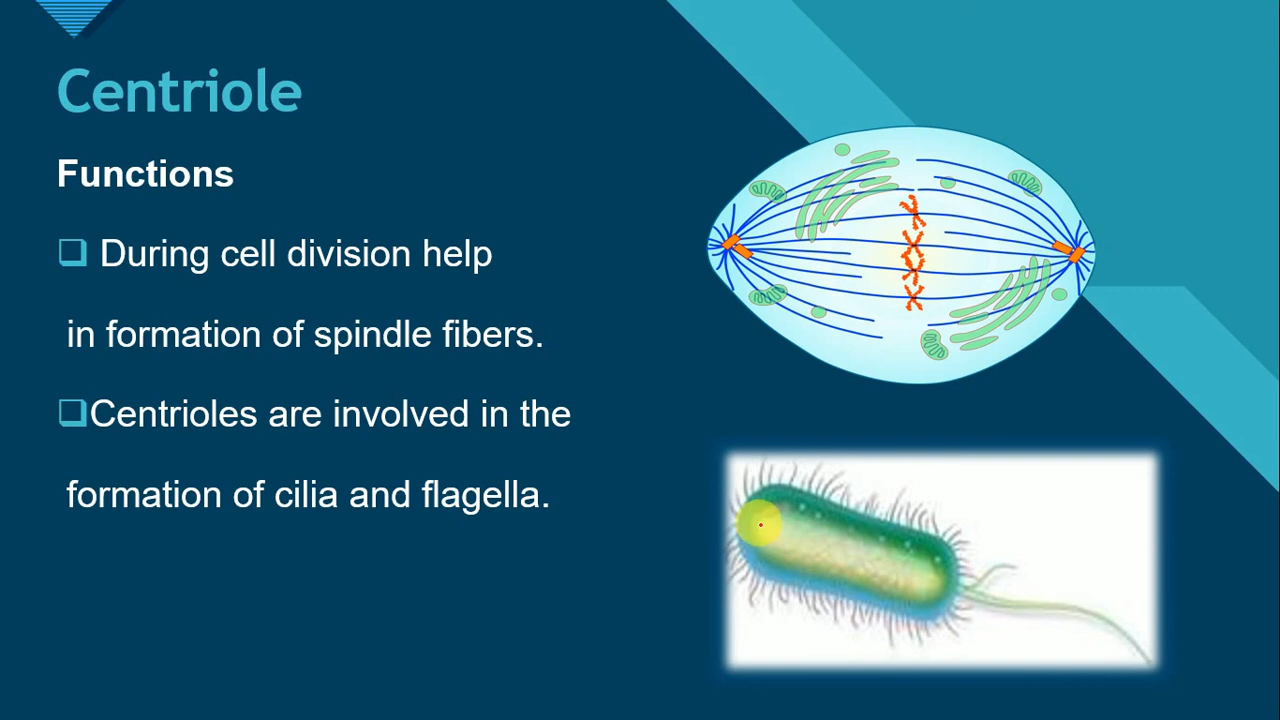 Centriole
Functions
❑ During cell division help
in formation of spindle fibers.
❑Centrioles are involved in the
formation of cilia and flagella.